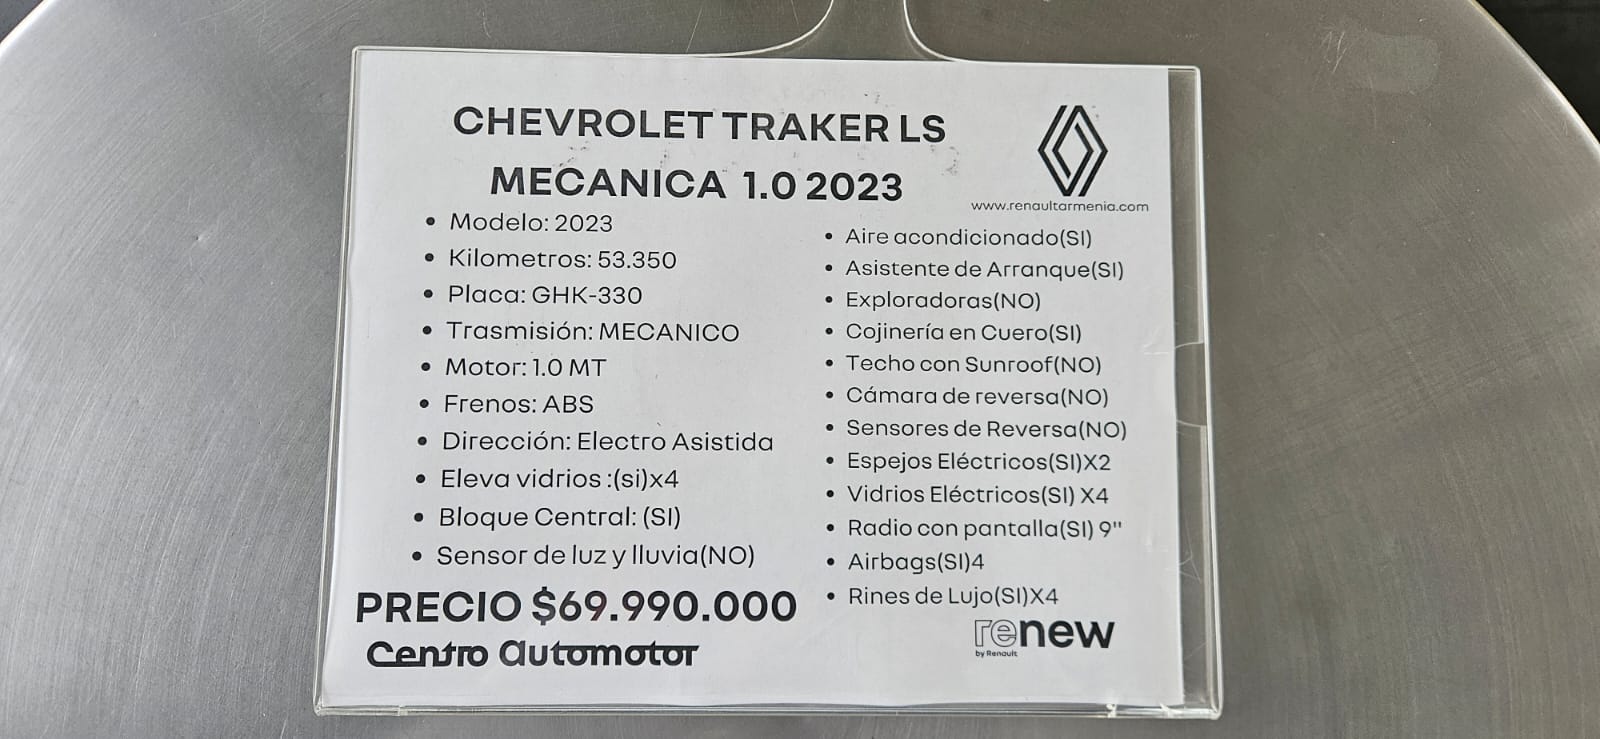 CHEVROLET TRAKER LS
MECANICA 1.0 2023
www.renaultarmenia.com
• Modelo: 2023
• Kilometros: 53.350
• Placa: GHK-330
• Trasmisión: MECANICO
• Motor: 1.0 MT
• Frenos: ABS
• Dirección: Electro Asistida
• Eleva vidrios :(si)x4
• Bloque Central: (SI)
• Sensor de luz y lluvia(NO)
• Aire acondicionado(SI)
• Asistente de Arranque(SI)
• Exploradoras(NO)
• Cojinería en Cuero(SI)
• Techo con Sunroof(NO)
• Cámara de reversa(NO)
• Sensores de Reversa(NO)
• Espejos Eléctricos(SI)X2
• Vidrios Eléctricos(SI) X4
• Radio con pantalla(SI) 9"
• Airbags(SI)4
• Rines de Lujo(SI)X4
PRECIO $69.990.000
Centro automotor
renew
by Renault